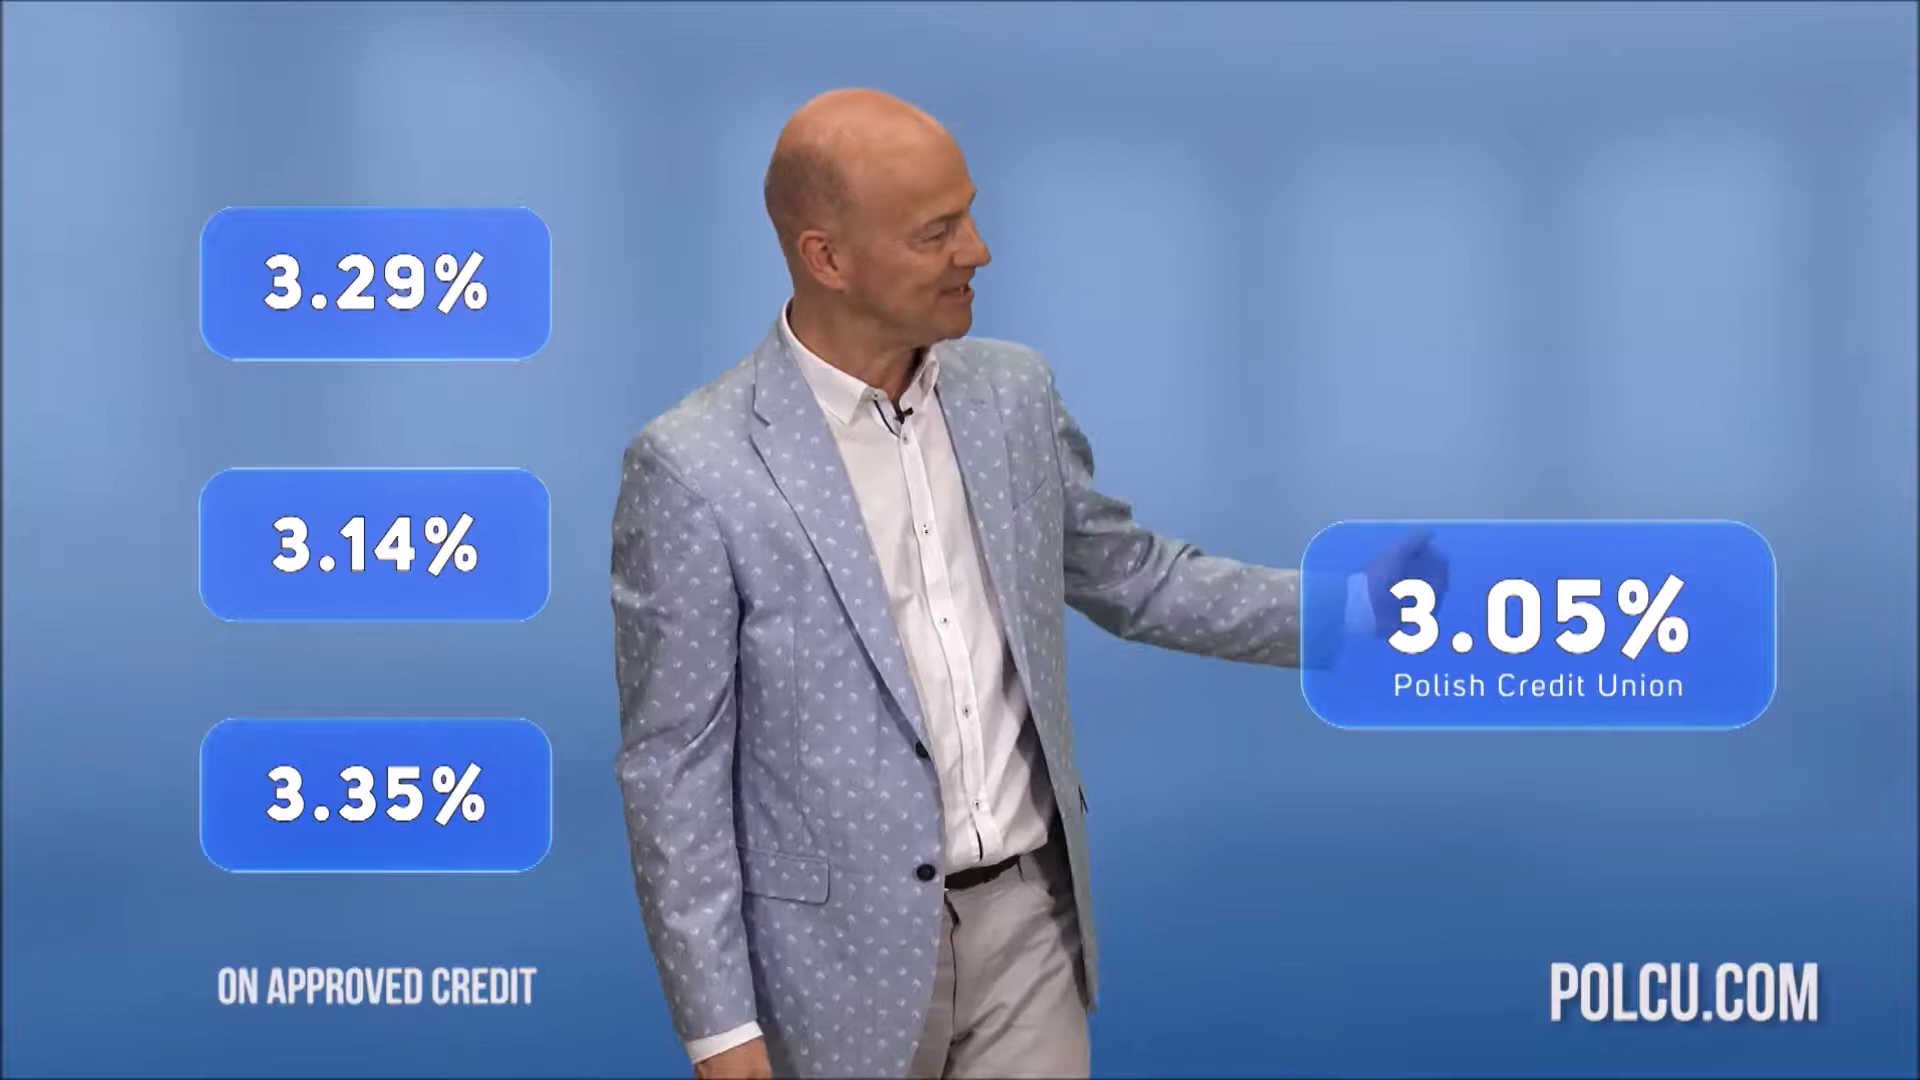 3.29%
3.14%
3.35%
3.05%
Polish Credit Union
ON APPROVED CREDIT
POLCU.COM